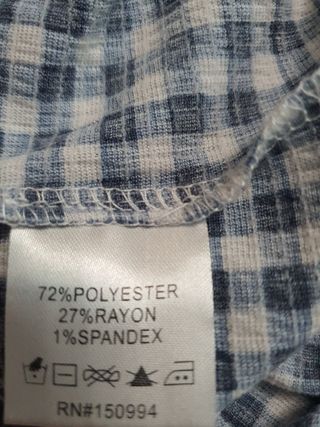 72%POLYESTER
27%RAYON
1%SPANDEX
RN#150994